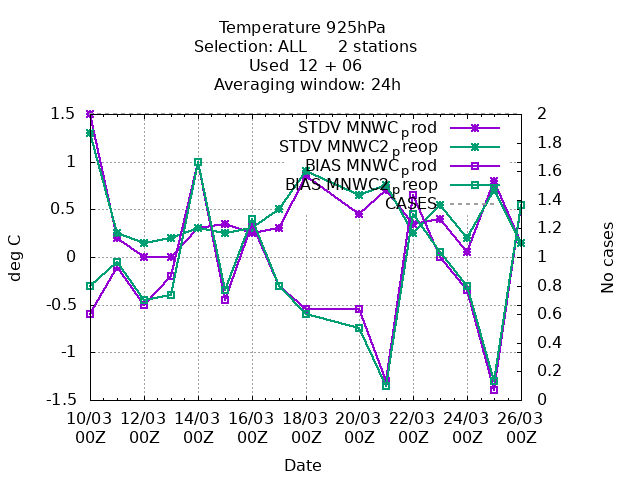 Temperature 925hPa
Selection: ALL 2 stations
Used 12 + 06
Averaging window: 24h
STDV MNWC_prod
STDV MNWC2_preop
BIAS MNWC_prod
BIAS MNWC2_preop
CASES
1.5
1
0.5
0
-0.5
-1
-1.5
deg C
2
1.8
1.6
1.4
1.2
1
0.8
0.6
0.4
0.2
0
No cases
10/03 12/03 14/03 16/03 18/03 20/03 22/03 24/03 26/03
00Z 00Z 00Z 00Z 00Z 00Z 00Z 00Z 00Z
Date